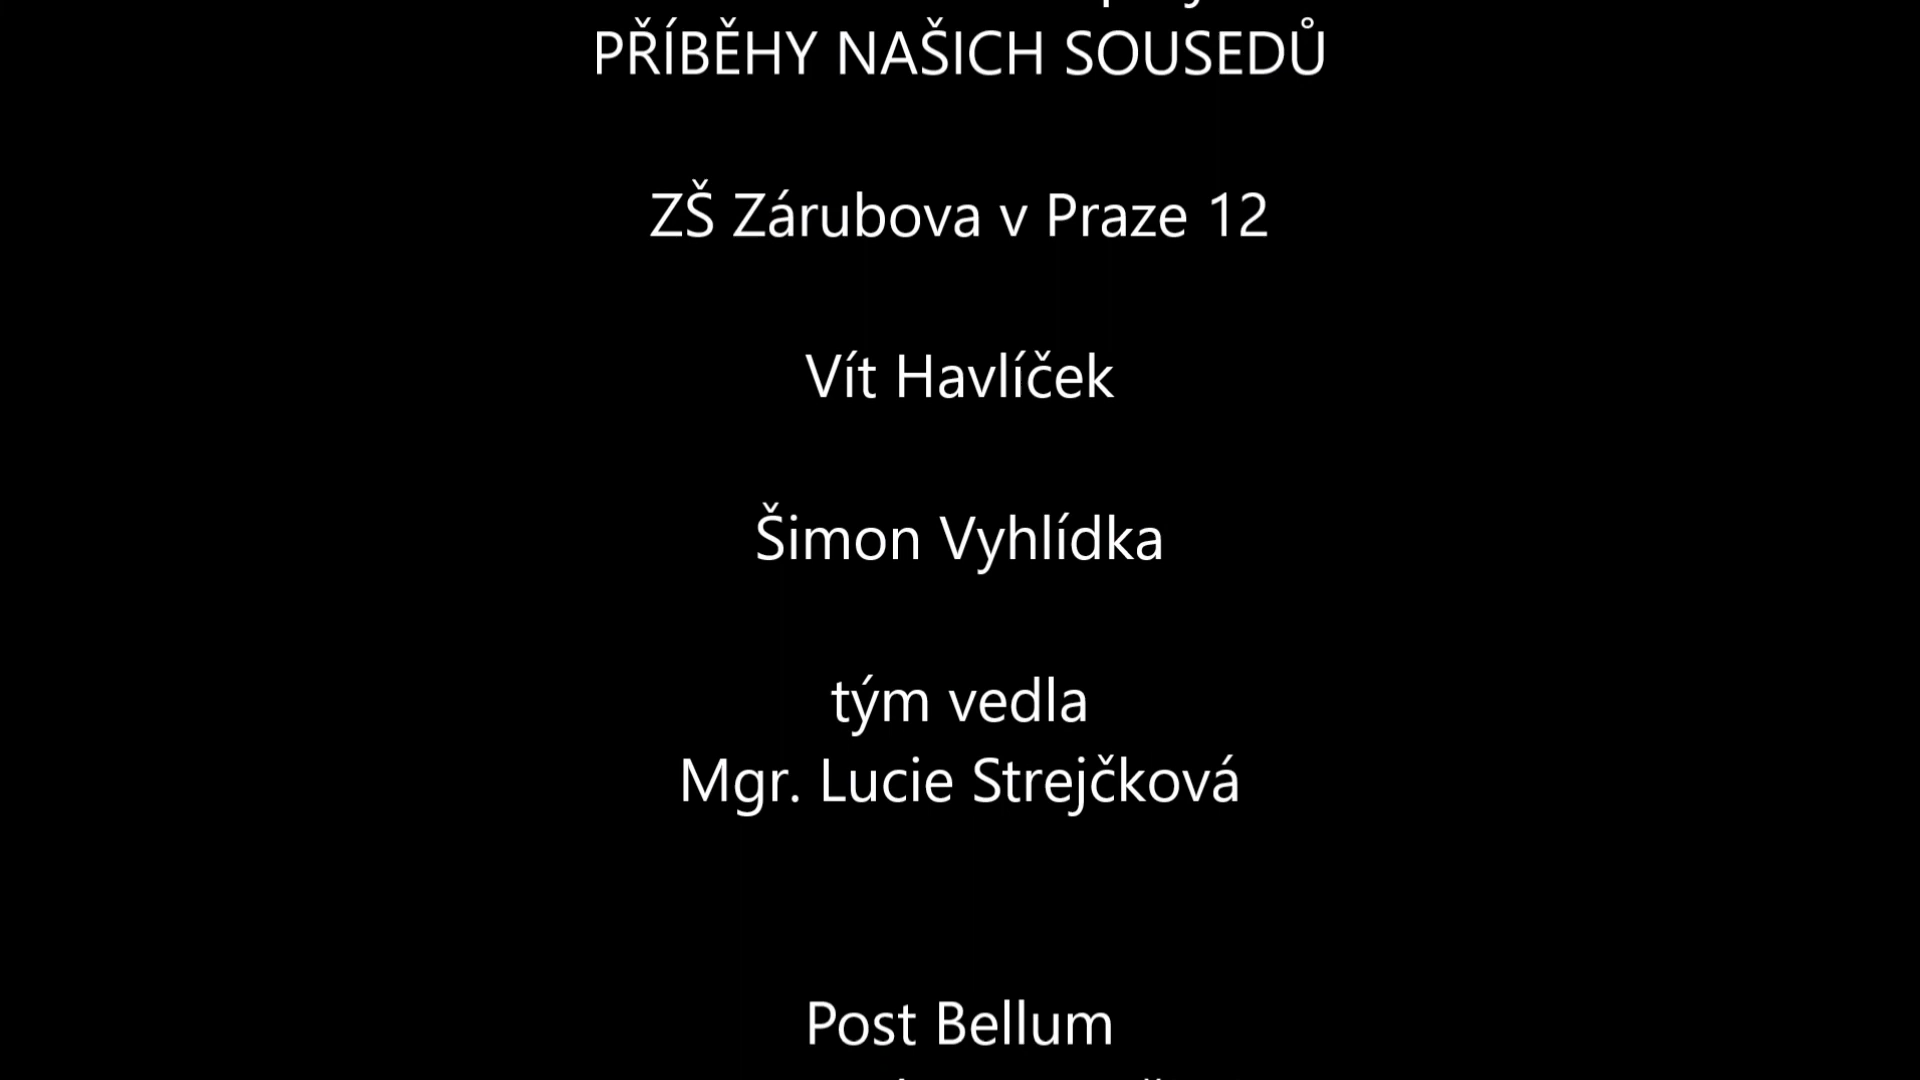 PŘÍBĚHY NAŠICH SOUSEDŮ
ZŠ Zárubova v Praze 12
Vít Havlíček
Šimon Vyhlídka
tým vedla
Mgr. Lucie Strejčková
Post Bellum